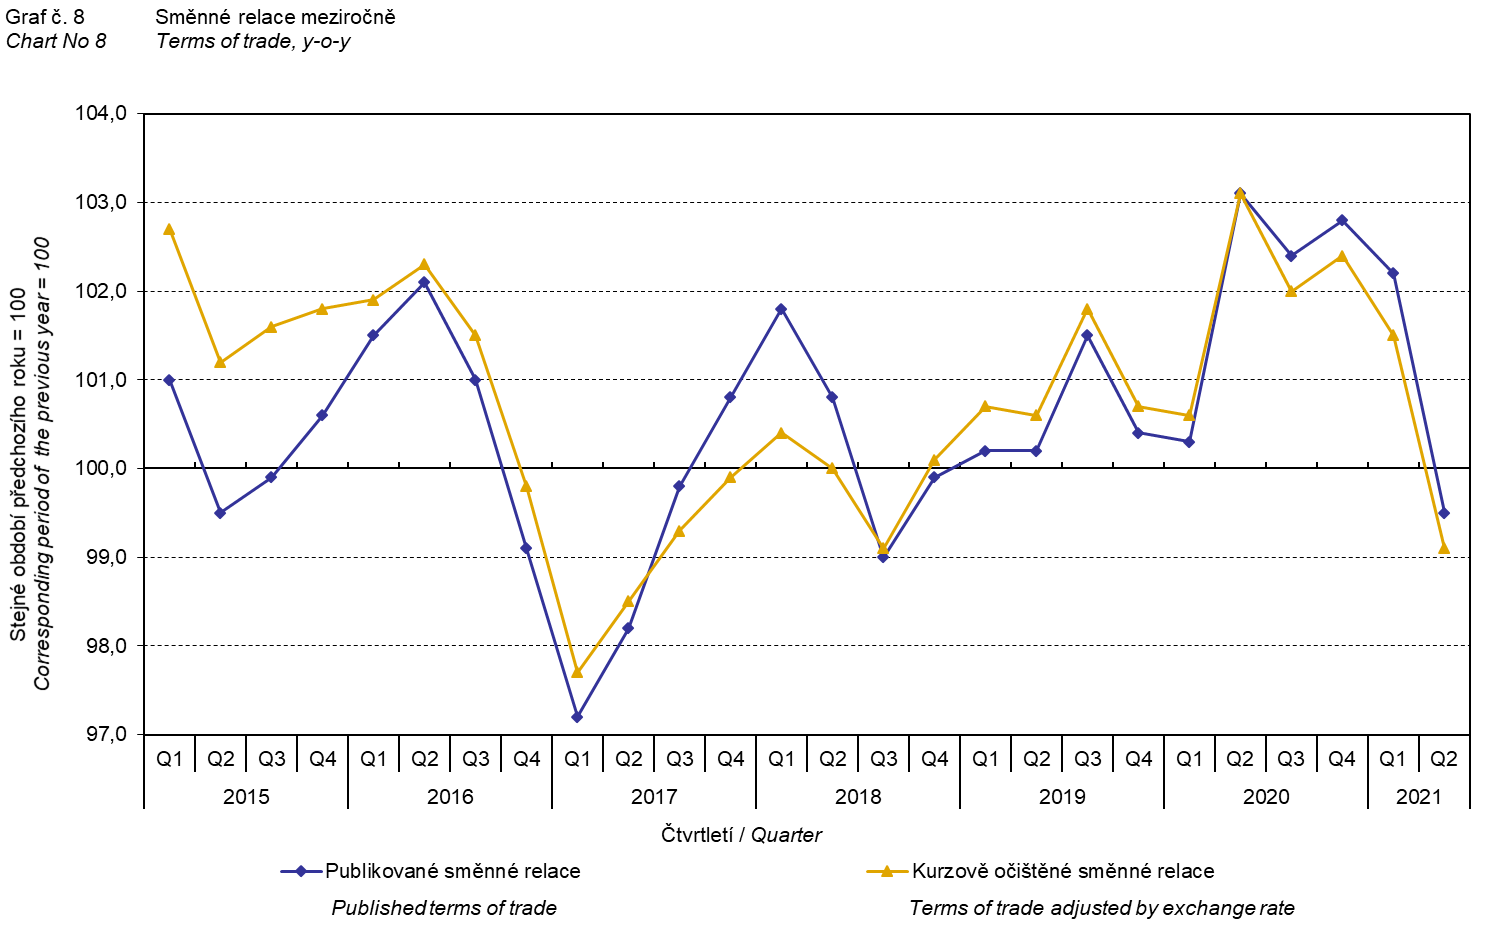 Graf č. 8 Směnné relace meziročně
Chart No 8 Terms of trade, y-o-y
Stejné období předchozího roku = 100
Corresponding period of the previous year = 100
104,0
103,0
102,0
101,0
100,0
99,0
98,0
97,0
Q1 Q2 Q3 Q4 Q1 Q2 Q3 Q4 Q1 Q2 Q3 Q4 Q1 Q2 Q3 Q4 Q1 Q2 Q3 Q4 Q1 Q2 Q3 Q4 Q1 Q2
2015 2016 2017 2018 2019 2020 2021
Čtvrtletí / Quarter
Publikované směnné relace Kurzově očištěné směnné relace
Published terms of trade Terms of trade adjusted by exchange rate